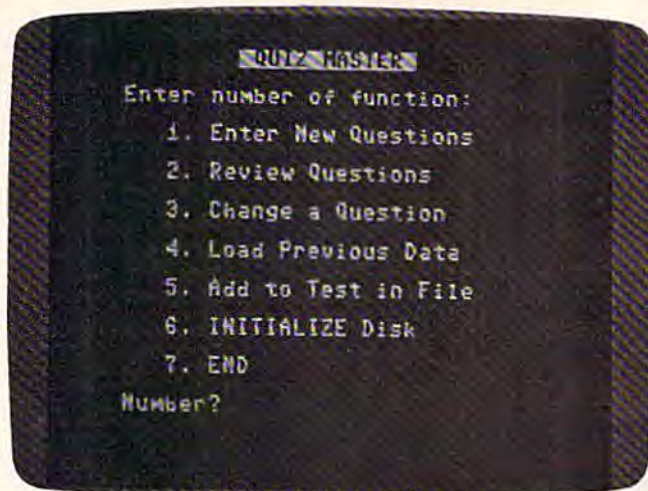 QUIZ MASTER
Enter number of function:
1. Enter New Questions
2. Review Questions
3. Change a Question
4. Load Previous Data
5. Add to Test in File
6. INITIALIZE Disk
7. END
Number?